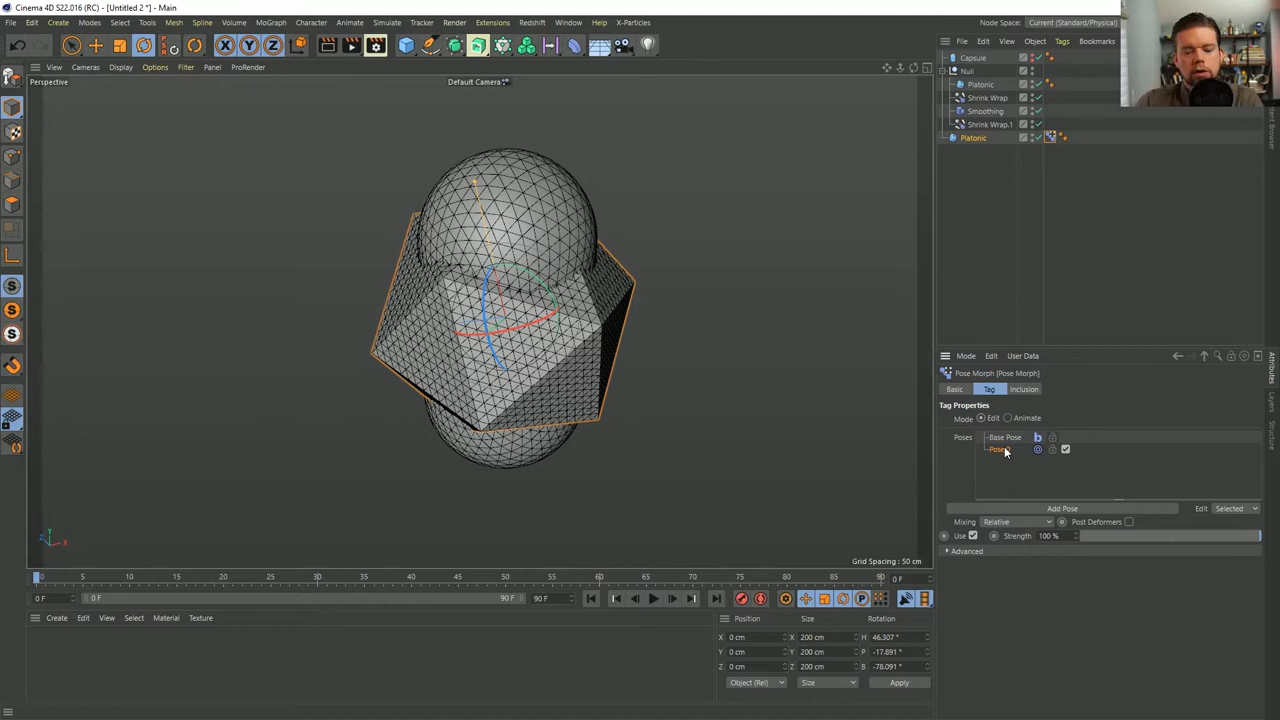 Cinema 4D S22.016 (RC) - [Untitled 2 *] - Main
File Edit Create Modes Select Tools Mesh Spline Volume MoGraph Character Animate Simulate Tracker Render Extensions Redshift Window Help X-Particles
Node Space: Current (Standard/Physical)
File Edit View Object Tags Bookmarks
View Cameras Display Options Filter Panel ProRender
Perspective
Default Camera
Capsule
Null
Platonic
Shrink Wrap
Smoothing
Shrink Wrap.1
Platonic
Content Browser
X Y Z
S
S
S
P
Mode Edit User Data
Pose Morph [Pose Morph]
Basic Tag Inclusion
Tag Properties
Mode Edit Animate
Poses Base Pose b
Add Pose Edit Selected
Mixing Relative Post Deformers
Use Strength 100 %
Advanced
Attributes
Layers
Structure
Y
Z X
Grid Spacing : 50 cm
0 5 10 15 20 25 30 35 40 45 50 55 60 65 70 75 80 85 90 0 F
0 F 0 F 90 F 90 F
Create Edit View Select Material Texture
Position Size Rotation
X 0 cm X 200 cm H 46.307 °
Y 0 cm Y 200 cm P -17.891 °
Z 0 cm Z 200 cm B -78.091 °
Object (Rel) Size Apply